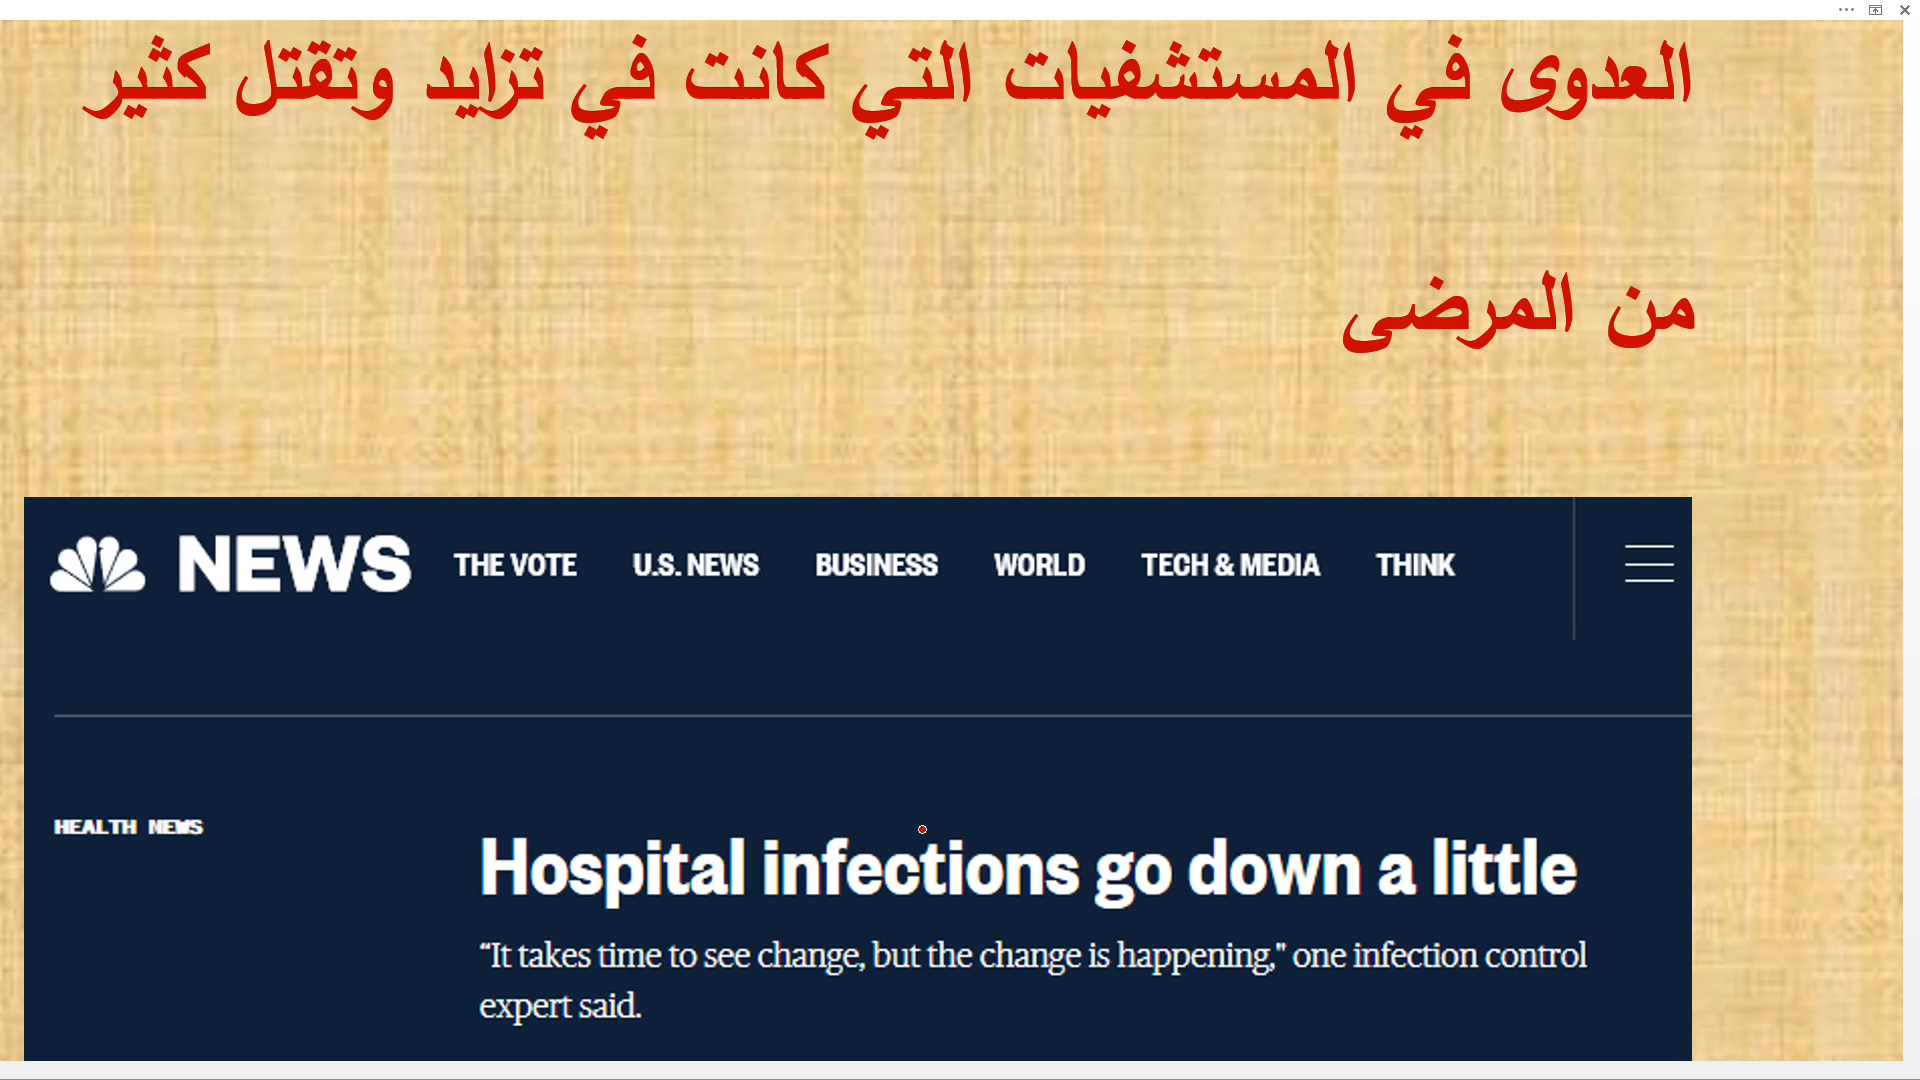 العدوى في المستشفيات التي كانت في تزايد وتقتل كثير
من المرضى
NEWS THE VOTE U.S. NEWS BUSINESS WORLD TECH & MEDIA THINK
HEALTH NEWS
Hospital infections go down a little
“It takes time to see change, but the change is happening," one infection control
expert said.